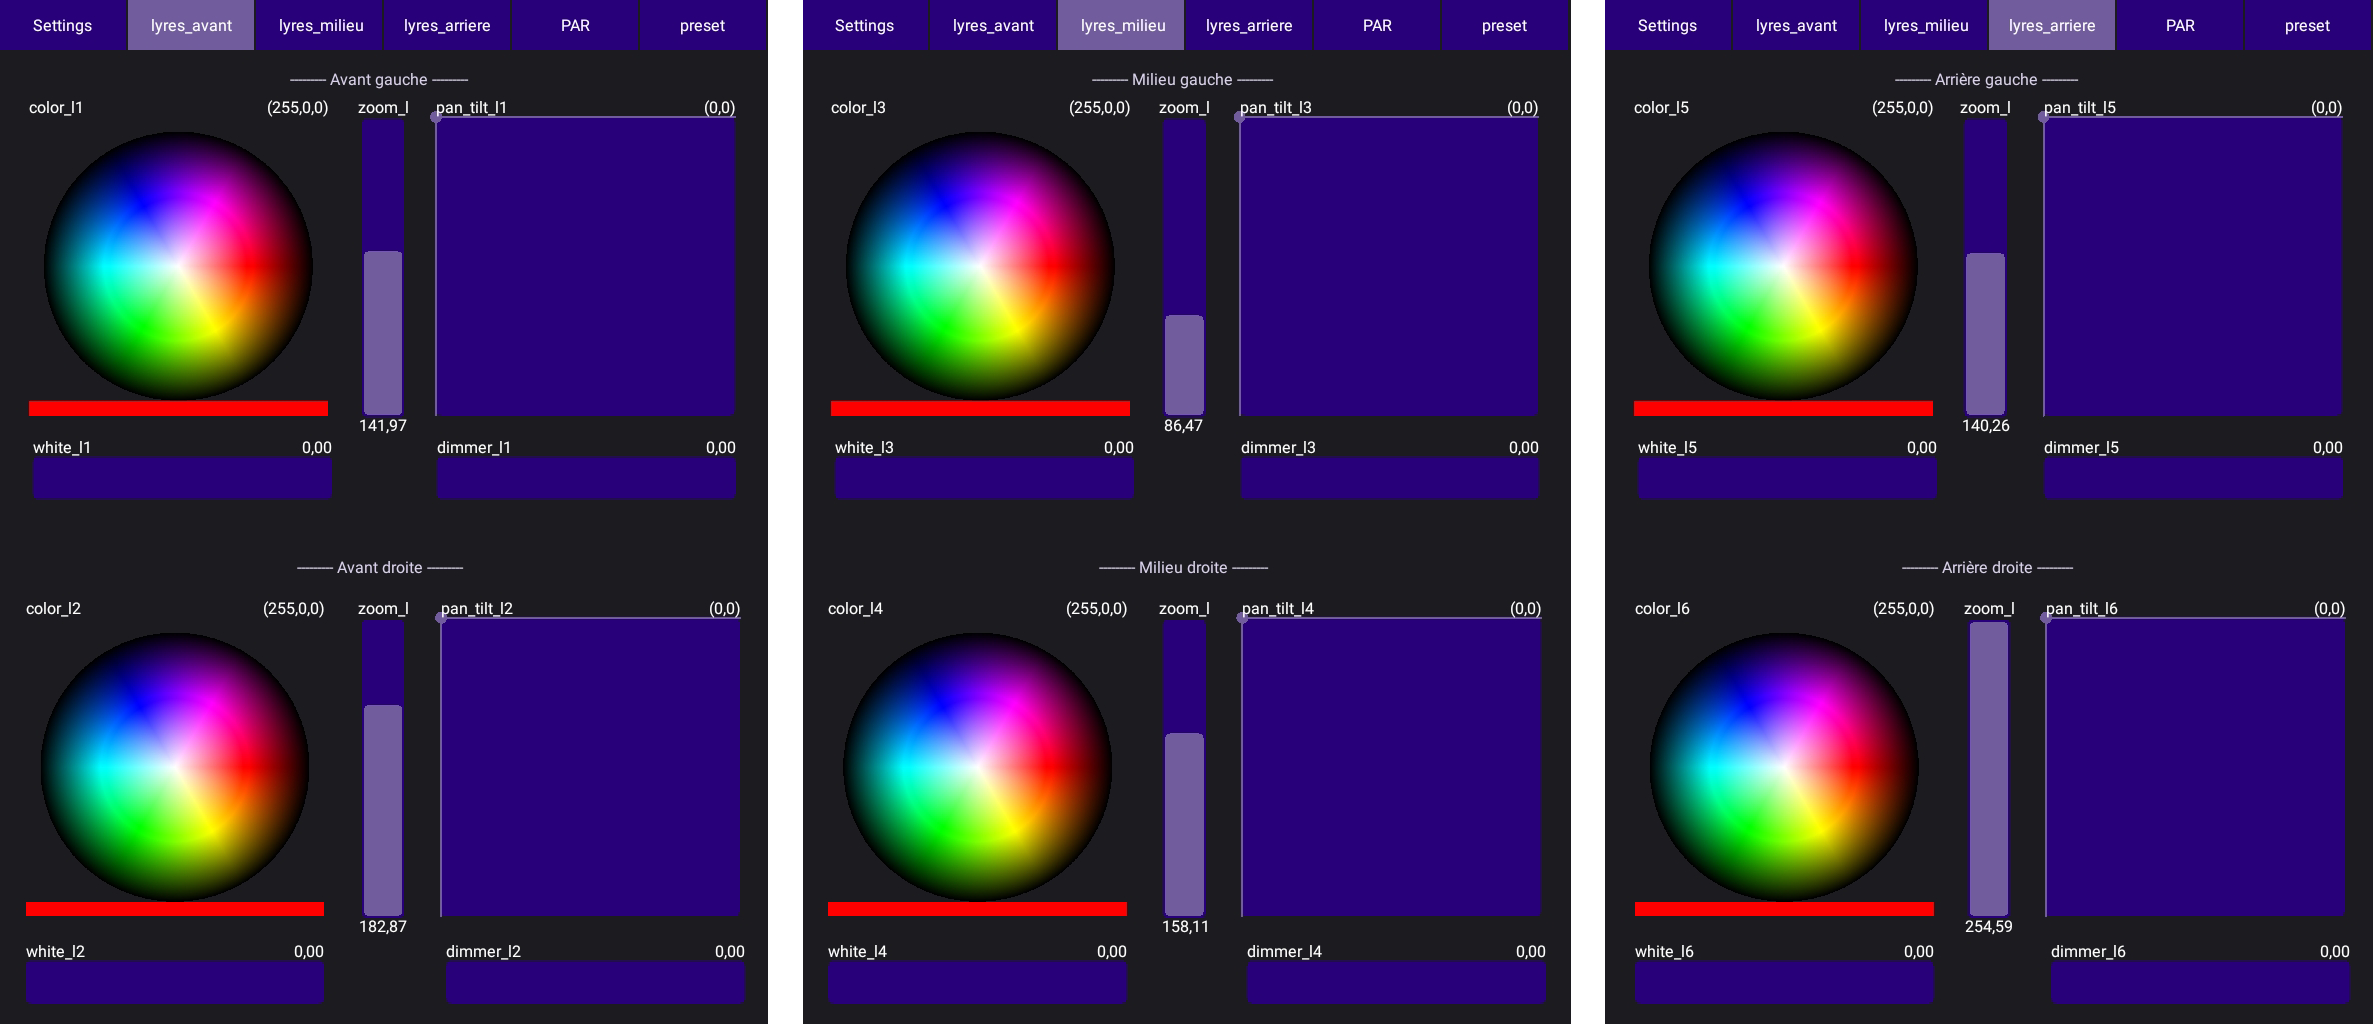 Settings lyres_avant lyres_milieu lyres_arriere PAR preset
-------- Avant gauche --------
color_l1 (255,0,0) zoom_l pan_tilt_l1 (0,0)
141,97
white_l1 0,00 dimmer_l1 0,00
-------- Avant droite --------
color_l2 (255,0,0) zoom_l pan_tilt_l2 (0,0)
182,87
white_l2 0,00 dimmer_l2 0,00
Settings lyres_avant lyres_milieu lyres_arriere PAR preset
-------- Milieu gauche --------
color_l3 (255,0,0) zoom_l pan_tilt_l3 (0,0)
86,47
white_l3 0,00 dimmer_l3 0,00
-------- Milieu droite --------
color_l4 (255,0,0) zoom_l pan_tilt_l4 (0,0)
158,11
white_l4 0,00 dimmer_l4 0,00
Settings lyres_avant lyres_milieu lyres_arriere PAR preset
-------- Arrière gauche --------
color_l5 (255,0,0) zoom_l pan_tilt_l5 (0,0)
140,26
white_l5 0,00 dimmer_l5 0,00
-------- Arrière droite --------
color_l6 (255,0,0) zoom_l pan_tilt_l6 (0,0)
254,59
white_l6 0,00 dimmer_l6 0,00